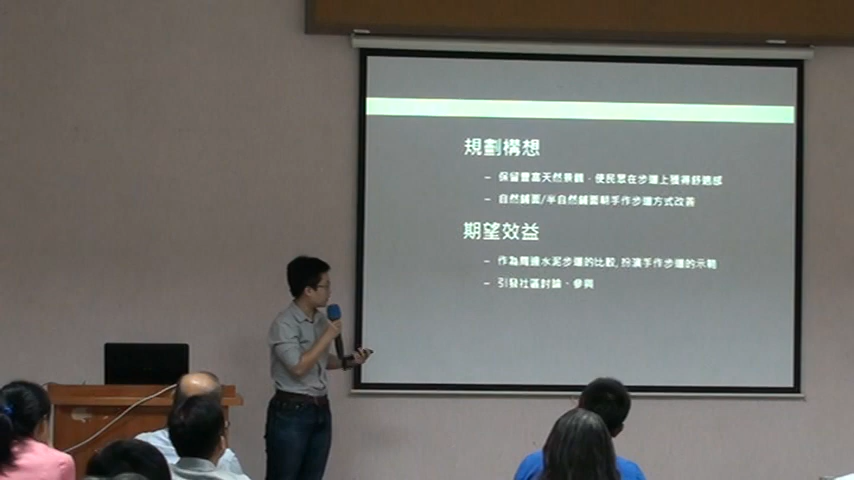 規劃構想
– 保留豐富天然景觀，使民眾在步道上獲得舒適感
– 自然鋪面/半自然鋪面朝手作步道方式改善
期望效益
– 作為周邊水泥步道的比較, 扮演手作步道的示範
– 引發社區討論、參與